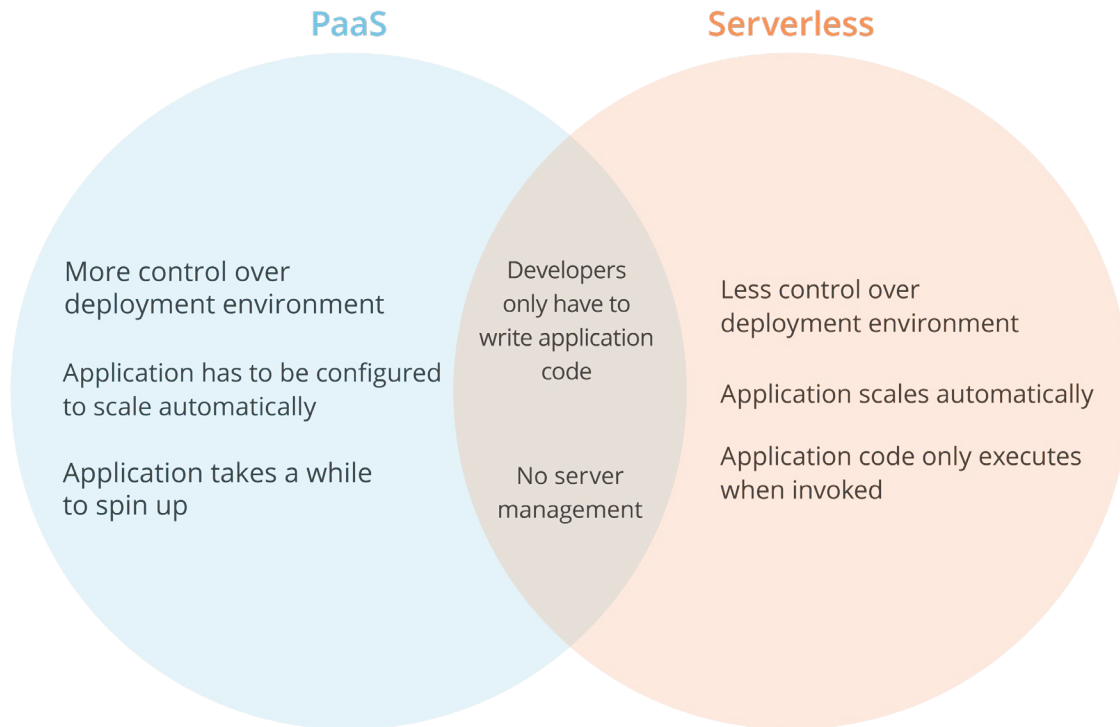 PaaS
Serverless
More control over
deployment environment
Application has to be configured
to scale automatically
Application takes a while
to spin up
Developers
only have to
write application
code
No server
management
Less control over
deployment environment
Application scales automatically
Application code only executes
when invoked